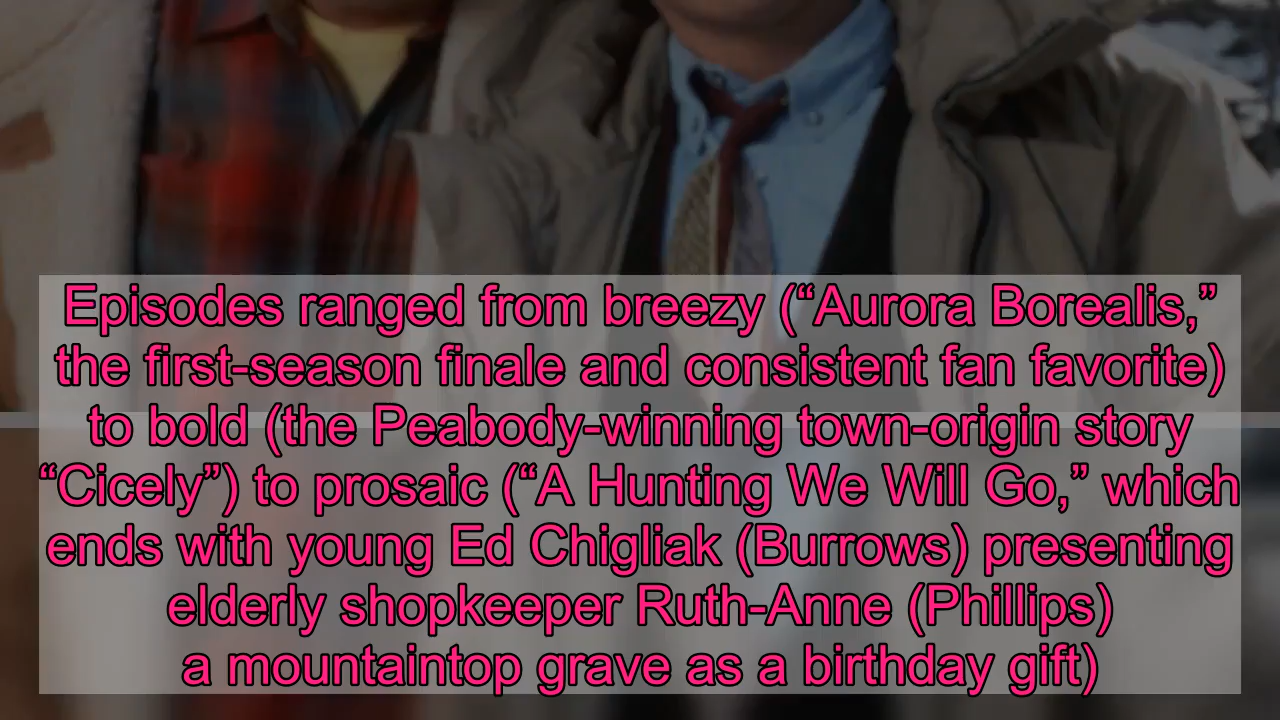 Episodes ranged from breezy (“Aurora Borealis,”
the first-season finale and consistent fan favorite)
to bold (the Peabody-winning town-origin story
“Cicely”) to prosaic (“A Hunting We Will Go,” which
ends with young Ed Chigliak (Burrows) presenting
elderly shopkeeper Ruth-Anne (Phillips)
a mountaintop grave as a birthday gift)